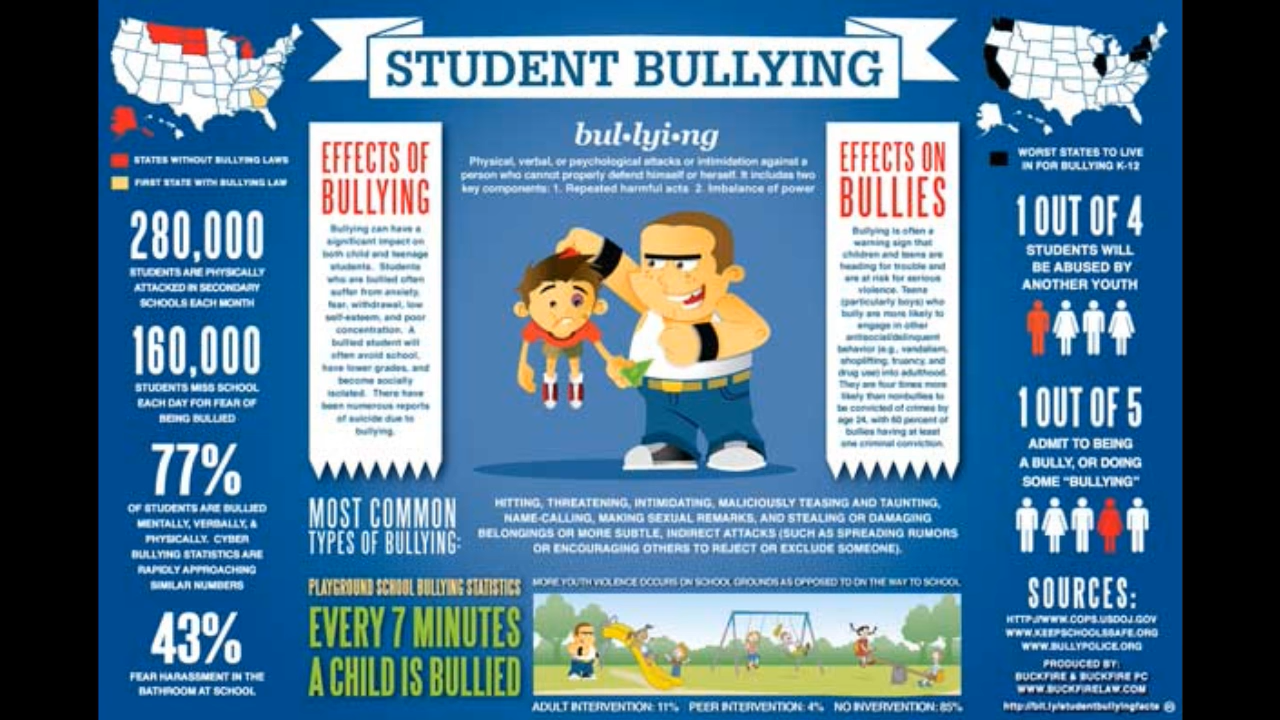 STUDENT BULLYING
STATES WITHOUT BULLYING LAWS
FIRST STATE WITH BULLYING LAW
280,000
STUDENTS ARE PHYSICALLY
ATTACKED IN SECONDARY
SCHOOLS EACH MONTH
160,000
STUDENTS MISS SCHOOL
EACH DAY FOR FEAR OF
BEING BULLIED
77%
OF STUDENTS ARE BULLIED
MENTALLY, VERBALLY, &
PHYSICALLY. CYBER
BULLYING STATISTICS ARE
RAPIDLY APPROACHING
SIMILAR NUMBERS
43%
FEAR HARASSMENT IN THE
BATHROOM AT SCHOOL
EFFECTS OF
BULLYING
Bullying can have a
significant impact on
both child and teenage
students. Students
who are bullied often
suffer from anxiety,
fear, withdrawal, low
self-esteem, and poor
concentration. A
bullied student will
often avoid school,
have lower grades, and
become socially
isolated. There have
been numerous reports
of suicide due to
bullying.
bul•lyi•ng
Physical, verbal, or psychological attacks or intimidation against a
person who cannot properly defend himself or herself. It includes two
key components: 1. Repeated harmful acts 2. Imbalance of power
EFFECTS ON
BULLIES
Bullying is often a
warning sign that
children and teens are
heading for trouble and
are at risk for serious
violence. Teens
(particularly boys) who
bully are more likely to
engage in other
antisocial/delinquent
behavior (e.g., vandalism,
shoplifting, truancy, and
drug use) into adulthood.
They are four times more
likely than nonbullies to
be convicted of crimes by
age 24, with 60 percent of
bullies having at least
one criminal conviction.
MOST COMMON
TYPES OF BULLYING:
HITTING, THREATENING, INTIMIDATING, MALICIOUSLY TEASING AND TAUNTING,
NAME-CALLING, MAKING SEXUAL REMARKS, AND STEALING OR DAMAGING
BELONGINGS OR MORE SUBTLE, INDIRECT ATTACKS (SUCH AS SPREADING RUMORS
OR ENCOURAGING OTHERS TO REJECT OR EXCLUDE SOMEONE).
PLAYGROUND SCHOOL BULLYING STATISTICS
EVERY 7 MINUTES
A CHILD IS BULLIED
MORE YOUTH VIOLENCE OCCURS ON SCHOOL GROUNDS AS OPPOSED TO ON THE WAY TO SCHOOL
ADULT INTERVENTION: 11% PEER INTERVENTION: 4% NO INVERVENTION: 85%
WORST STATES TO LIVE
IN FOR BULLYING K-12
1 OUT OF 4
STUDENTS WILL
BE ABUSED BY
ANOTHER YOUTH
1 OUT OF 5
ADMIT TO BEING
A BULLY, OR DOING
SOME "BULLYING"
SOURCES:
HTTP://WWW.COPS.USDOJ.GOV
WWW.KEEPSCHOOLSSAFE.ORG
WWW.BULLYPOLICE.ORG
PRODUCED BY:
BUCKFIRE & BUCKFIRE PC
WWW.BUCKFIRELAW.COM
http://bit.ly/studentbullyingfacts